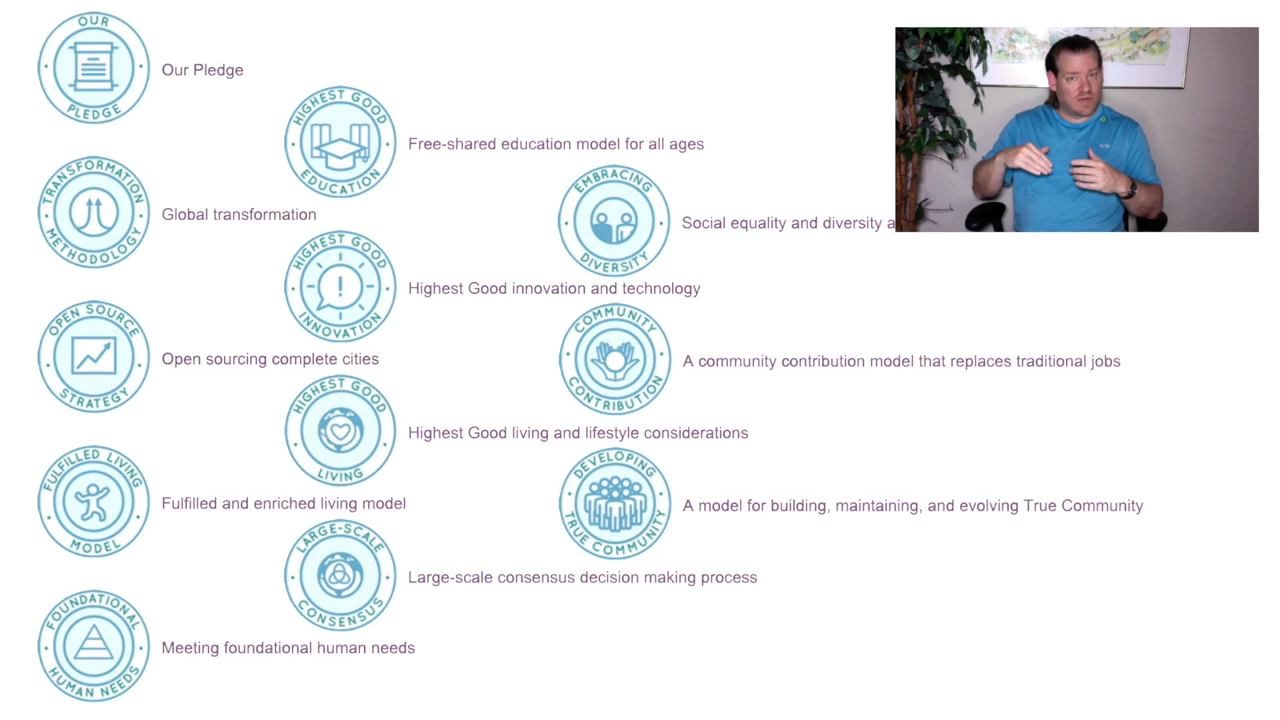 OUR PLEDGE
Our Pledge
HIGHEST GOOD EDUCATION
Free-shared education model for all ages
TRANSFORMATION METHODOLOGY
Global transformation
EMBRACING DIVERSITY
Social equality and diversity a
HIGHEST GOOD INNOVATION
Highest Good innovation and technology
OPEN SOURCE STRATEGY
Open sourcing complete cities
COMMUNITY CONTRIBUTION
A community contribution model that replaces traditional jobs
HIGHEST GOOD LIVING
Highest Good living and lifestyle considerations
FULFILLED LIVING MODEL
Fulfilled and enriched living model
DEVELOPING TRUE COMMUNITY
A model for building, maintaining, and evolving True Community
LARGE-SCALE CONSENSUS
Large-scale consensus decision making process
FOUNDATIONAL HUMAN NEEDS
Meeting foundational human needs